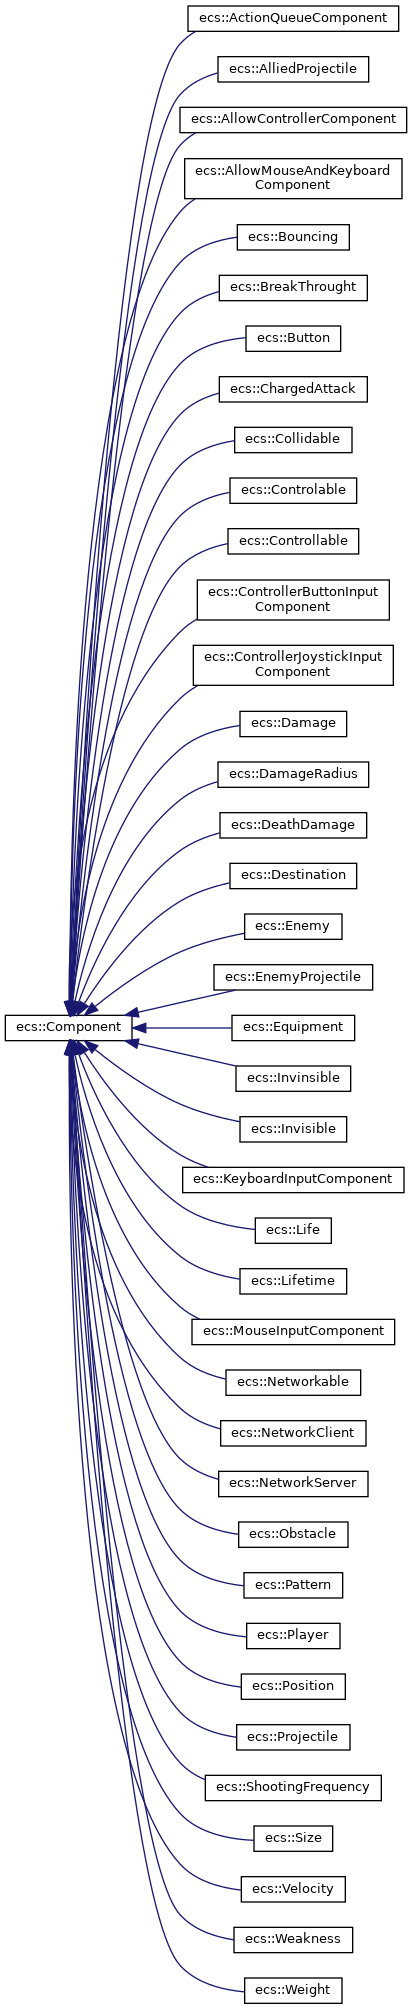 ecs::ActionQueueComponent
ecs::AlliedProjectile
ecs::AllowControllerComponent
ecs::AllowMouseAndKeyboard
Component
ecs::Bouncing
ecs::BreakThrought
ecs::Button
ecs::ChargedAttack
ecs::Collidable
ecs::Controlable
ecs::Controllable
ecs::ControllerButtonInput
Component
ecs::ControllerJoystickInput
Component
ecs::Damage
ecs::DamageRadius
ecs::DeathDamage
ecs::Destination
ecs::Enemy
ecs::EnemyProjectile
ecs::Component
ecs::Equipment
ecs::Invinsible
ecs::Invisible
ecs::KeyboardInputComponent
ecs::Life
ecs::Lifetime
ecs::MouseInputComponent
ecs::Networkable
ecs::NetworkClient
ecs::NetworkServer
ecs::Obstacle
ecs::Pattern
ecs::Player
ecs::Position
ecs::Projectile
ecs::ShootingFrequency
ecs::Size
ecs::Velocity
ecs::Weakness
ecs::Weight